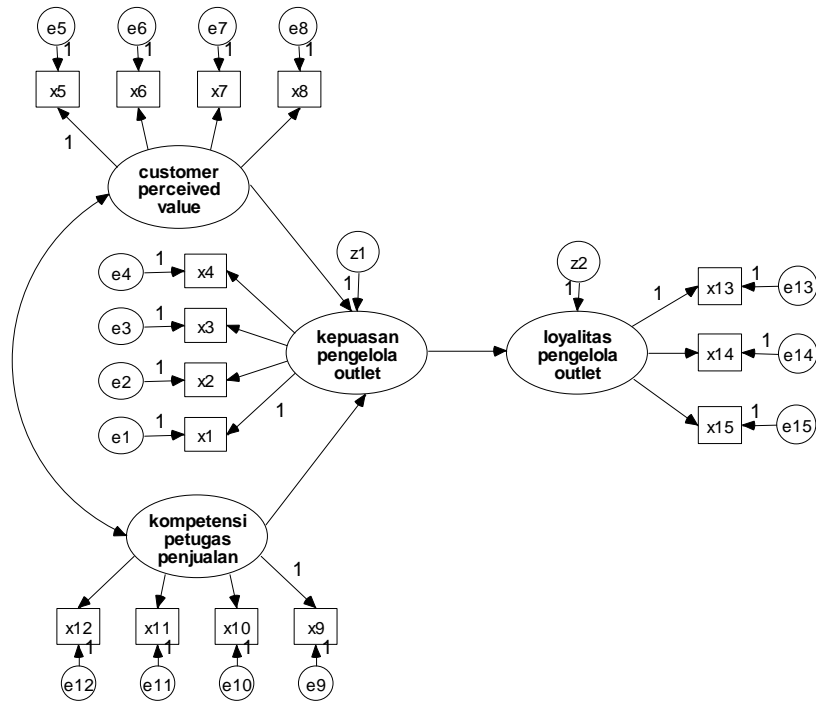 e5 e6 e7 e8
1 1 1 1
x5 x6 x7 x8
1
customer
perceived
value
z1
1
z2
1
e4 1 x4
e3 1 x3
e2 1 x2
e1 1 x1
1
kepuasan
pengelola
outlet
loyalitas
pengelola
outlet
1
x13 1 e13
x14 1 e14
x15 1 e15
kompetensi
petugas
penjualan
1
x12 x11 x10 x9
1 1 1 1
e12 e11 e10 e9